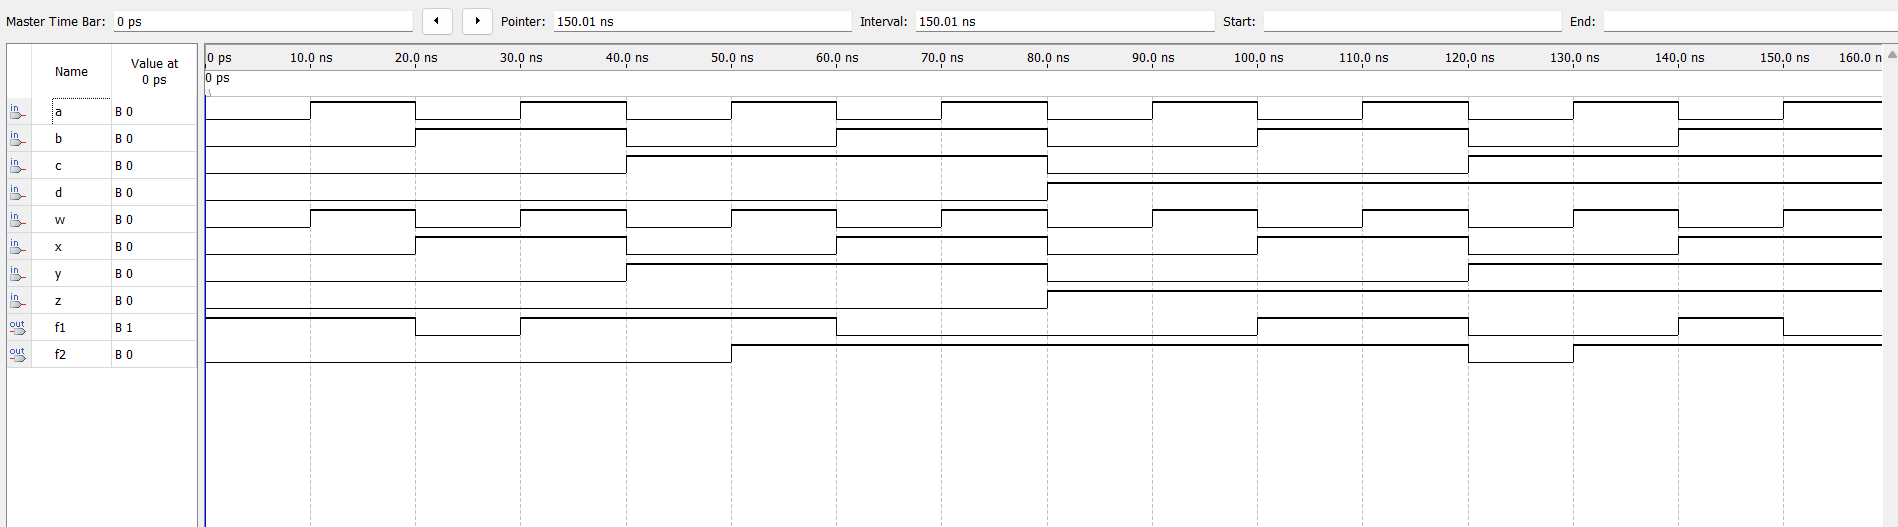 Master Time Bar: 0 ps Pointer: 150.01 ns Interval: 150.01 ns Start: End:
Name Value at 0 ps
0 ps 10.0 ns 20.0 ns 30.0 ns 40.0 ns 50.0 ns 60.0 ns 70.0 ns 80.0 ns 90.0 ns 100.0 ns 110.0 ns 120.0 ns 130.0 ns 140.0 ns 150.0 ns 160.0 n
0 ps
in a B 0
in b B 0
in c B 0
in d B 0
in w B 0
in x B 0
in y B 0
in z B 0
out f1 B 1
out f2 B 0